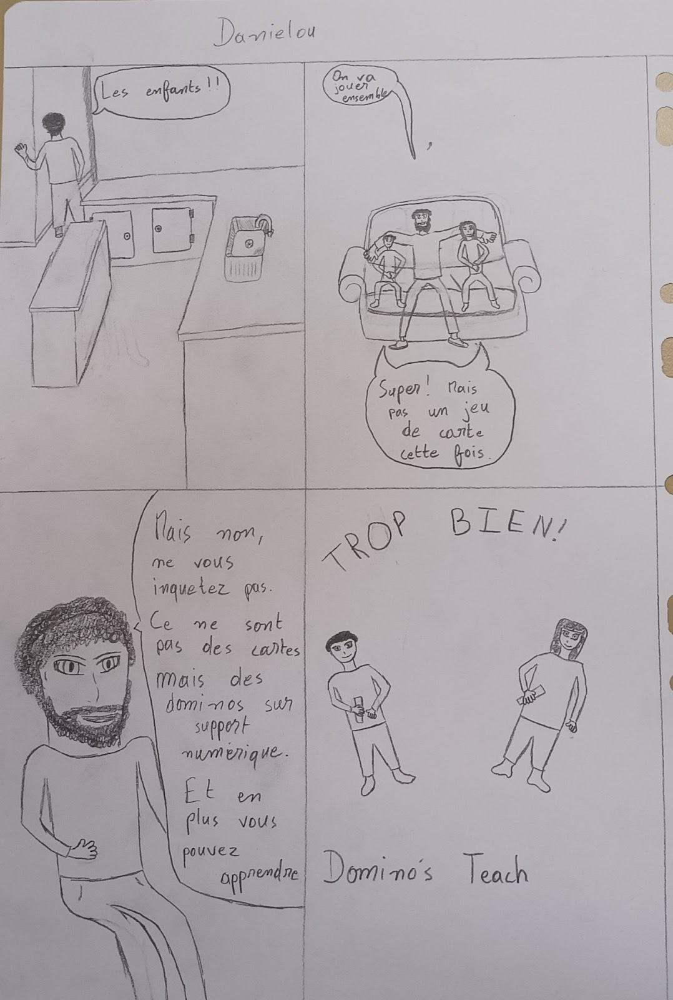 Danielou
Les enfants!!
On va
jouer
ensemble
Super! Mais
pas un jeu
de carte
cette fois.
Mais non,
ne vous
inquetez pas.
Ce ne sont
pas des cartes
mais des
dominos sur
support
numérique.
Et en
plus vous
pouvez
apprendre
TROP BIEN!
Domino's Teach